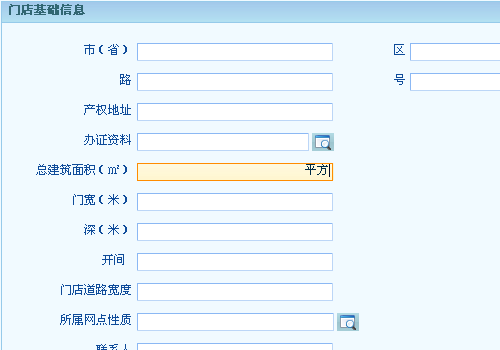 门店基础信息
市（省） 区
路 号
产权地址
办证资料
总建筑面积（㎡） 平方
门宽（米）
深（米）
开间
门店道路宽度
所属网点性质
联系人